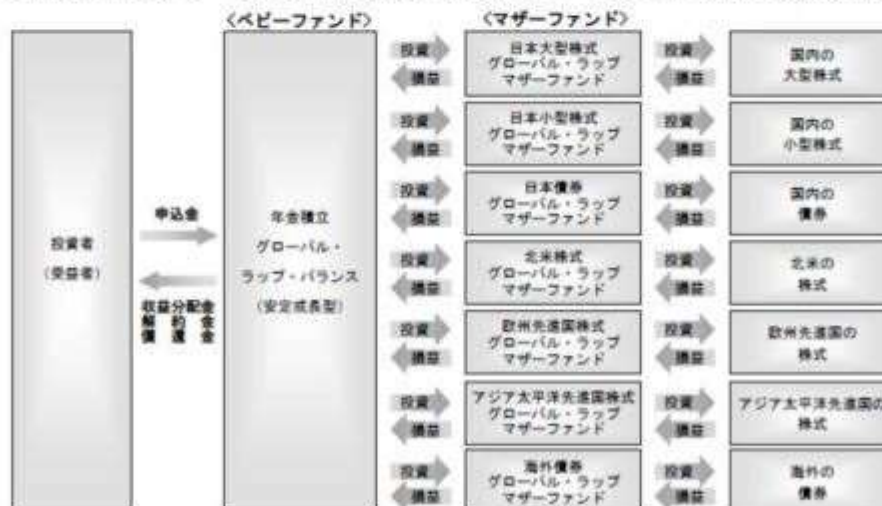 〈ベビーファンド〉
〈マザーファンド〉
投資者
(受益者)
申込金
収益分配金
解約金
償還金
年金積立
グローバル・
ラップ・バランス
(安定成長型)
投資
損益
日本大型株式
グローバル・ラップ
マザーファンド
投資
損益
国内の
大型株式
投資
損益
日本小型株式
グローバル・ラップ
マザーファンド
投資
損益
国内の
小型株式
投資
損益
日本債券
グローバル・ラップ
マザーファンド
投資
損益
国内の
債券
投資
損益
北米株式
グローバル・ラップ
マザーファンド
投資
損益
北米の
株式
投資
損益
欧州先進国株式
グローバル・ラップ
マザーファンド
投資
損益
欧州先進国の
株式
投資
損益
アジア太平洋先進国株式
グローバル・ラップ
マザーファンド
投資
損益
アジア太平洋先進国の
株式
投資
損益
海外債券
グローバル・ラップ
マザーファンド
投資
損益
海外の
債券